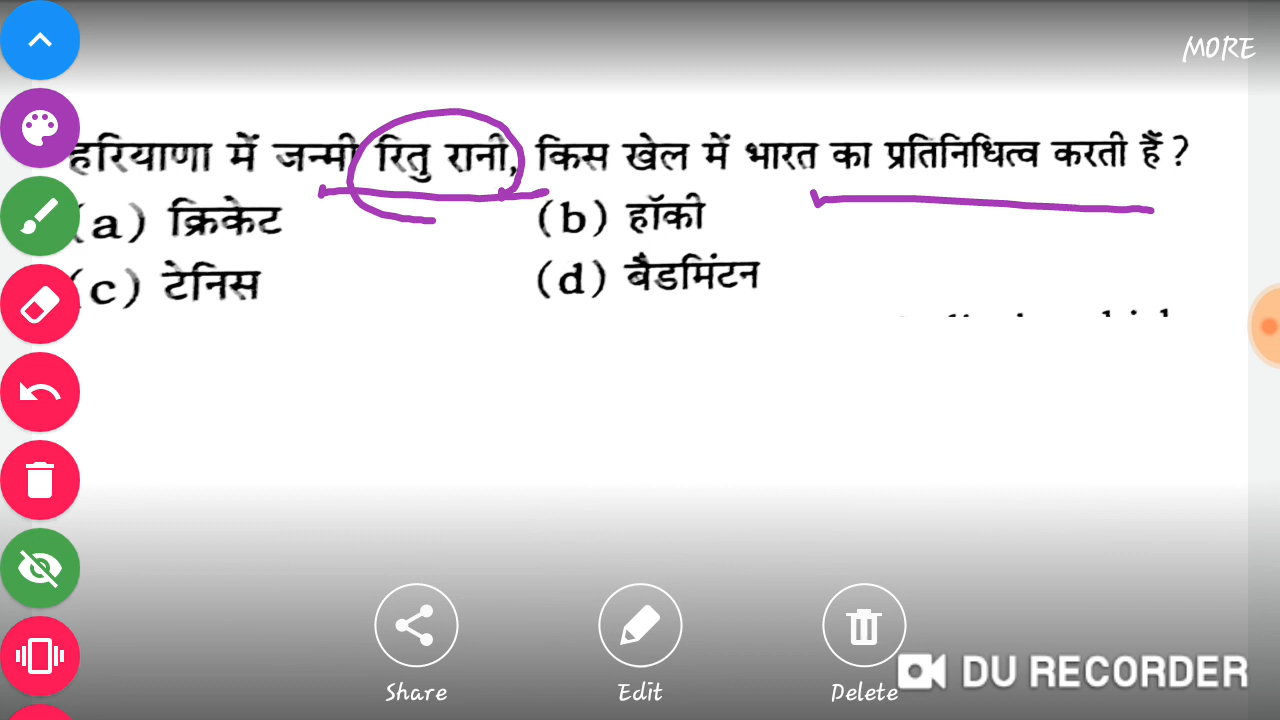 MORE
हरियाणा में जन्मी रितु रानी, किस खेल में भारत का प्रतिनिधित्व करती हैं ?
(a) क्रिकेट (b) हॉकी
(c) टेनिस (d) बैडमिंटन
Share Edit Delete
DU RECORDER